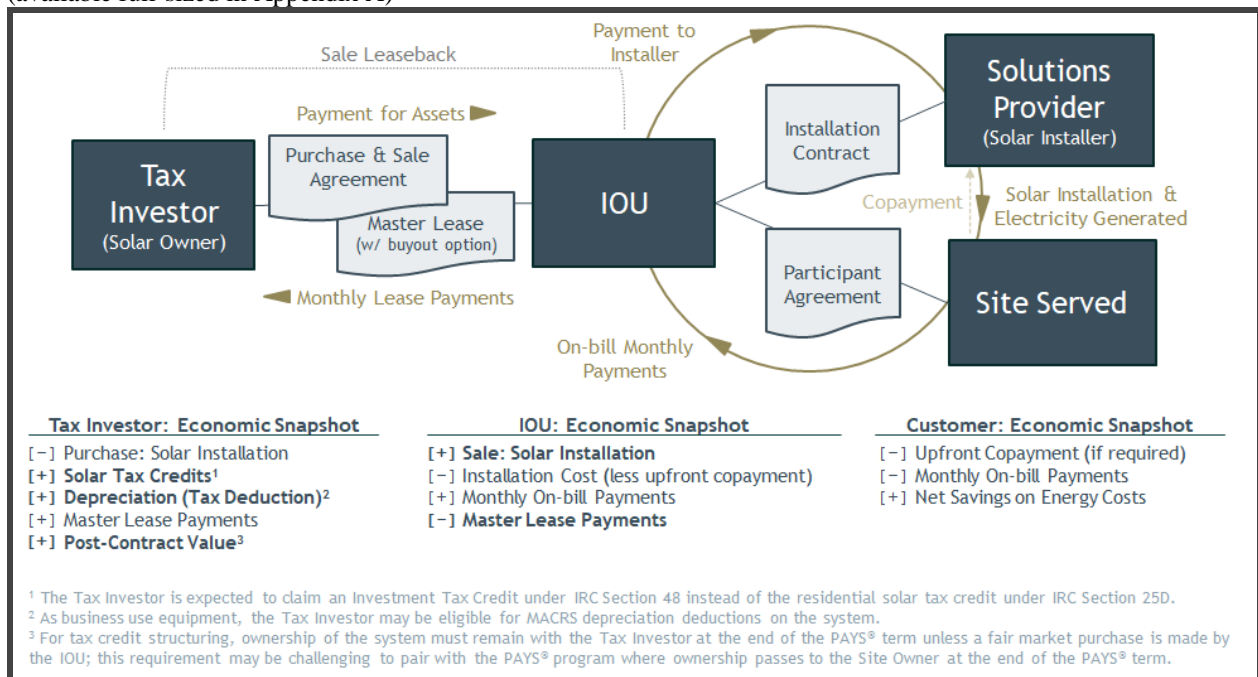 (available full-sized in Appendix A)
Sale Leaseback
Payment to
Installer
Solutions
Provider
(Solar Installer)
Payment for Assets
Installation
Contract
Purchase & Sale
Agreement
Tax
Investor
(Solar Owner)
IOU
Copayment
Solar Installation &
Electricity Generated
Master Lease
(w/ buyout option)
Participant
Agreement
Site Served
Monthly Lease Payments
On-bill Monthly
Payments
Tax Investor: Economic Snapshot
[-] Purchase: Solar Installation
[+] Solar Tax Credits¹
[+] Depreciation (Tax Deduction)²
[+] Master Lease Payments
[+] Post-Contract Value³
IOU: Economic Snapshot
[+] Sale: Solar Installation
[-] Installation Cost (less upfront copayment)
[+] Monthly On-bill Payments
[-] Master Lease Payments
Customer: Economic Snapshot
[-] Upfront Copayment (if required)
[-] Monthly On-bill Payments
[+] Net Savings on Energy Costs
¹ The Tax Investor is expected to claim an Investment Tax Credit under IRC Section 48 instead of the residential solar tax credit under IRC Section 25D.
² As business use equipment, the Tax Investor may be eligible for MACRS depreciation deductions on the system.
³ For tax credit structuring, ownership of the system must remain with the Tax Investor at the end of the PAYS® term unless a fair market purchase is made by
the IOU; this requirement may be challenging to pair with the PAYS® program where ownership passes to the Site Owner at the end of the PAYS® term.